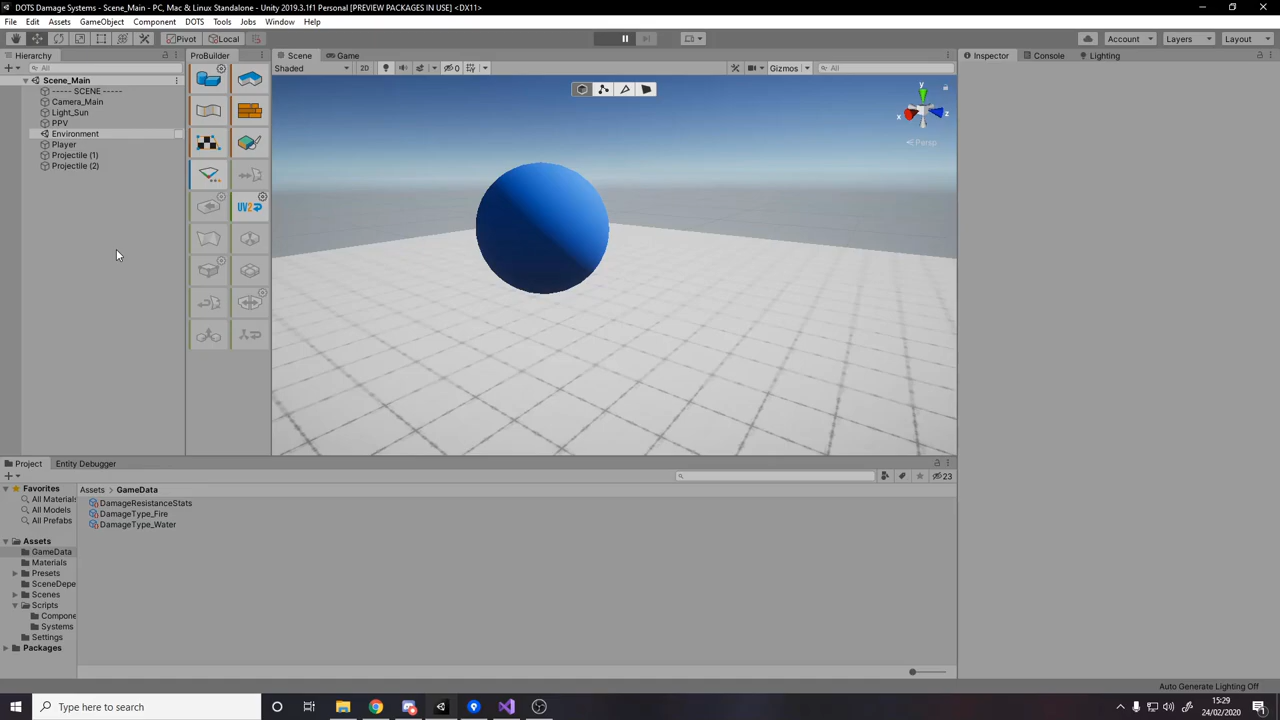 DOTS Damage Systems - Scene_Main - PC, Mac & Linux Standalone - Unity 2019.3.1f1 Personal [PREVIEW PACKAGES IN USE] <DX11>
File Edit Assets GameObject Component DOTS Tools Jobs Window Help
Pivot Local Account Layers Layout
Hierarchy ProBuilder Scene Game Inspector Console Lighting
All Shaded 2D 0 Gizmos All
Scene_Main
----- SCENE -----
Camera_Main
Light_Sun
PPV
Environment
Player
Projectile (1)
Projectile (2)
UV2
y
x z
Persp
Project Entity Debugger
23
Favorites
All Materials
All Models
All Prefabs
Assets
GameData
Materials
Presets
SceneDepe
Scenes
Scripts
Compone
Systems
Settings
Packages
Assets > GameData
DamageResistanceStats
DamageType_Fire
DamageType_Water
Auto Generate Lighting Off
Type here to search
15:29
24/02/2020